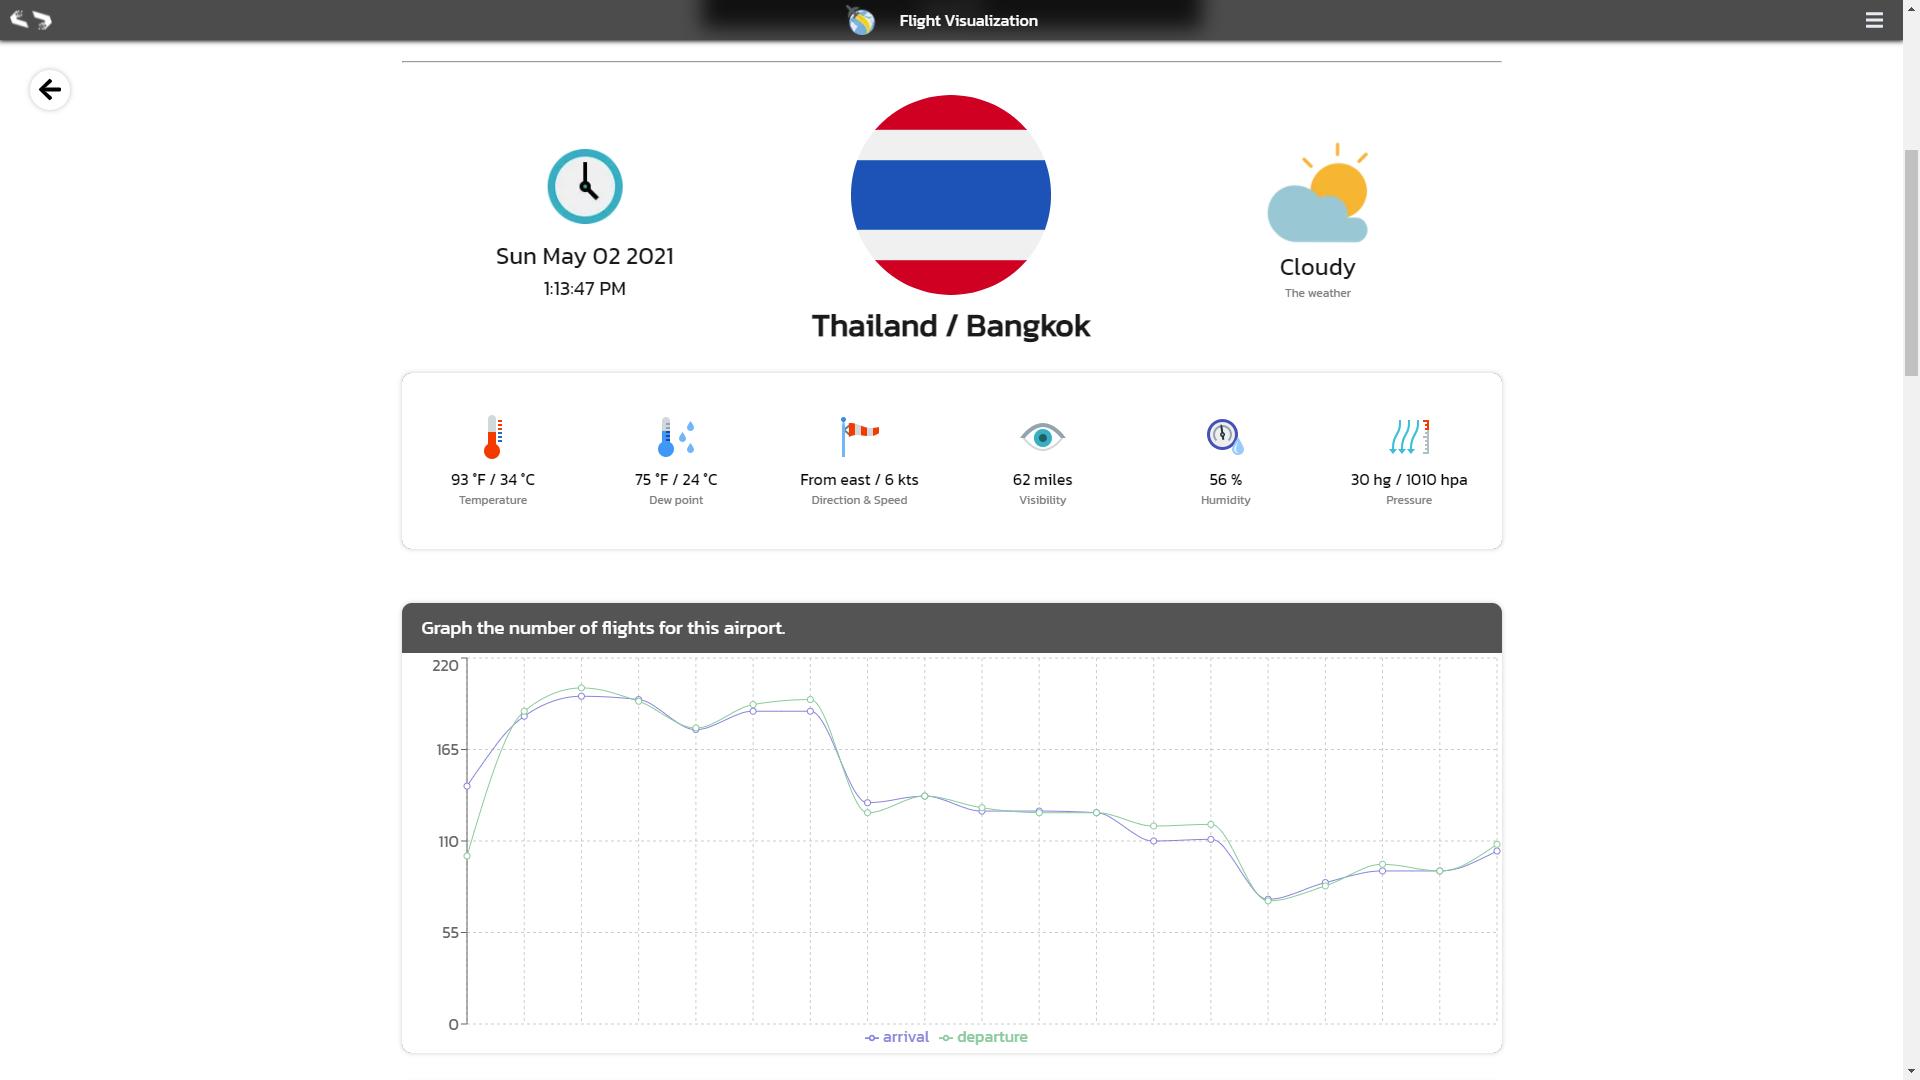 Flight Visualization
Sun May 02 2021
1:13:47 PM
Thailand / Bangkok
Cloudy
The weather
93 °F / 34 °C
Temperature
75 °F / 24 °C
Dew point
From east / 6 kts
Direction & Speed
62 miles
Visibility
56 %
Humidity
30 hg / 1010 hpa
Pressure
Graph the number of flights for this airport.
220
165
110
55
0
arrival departure